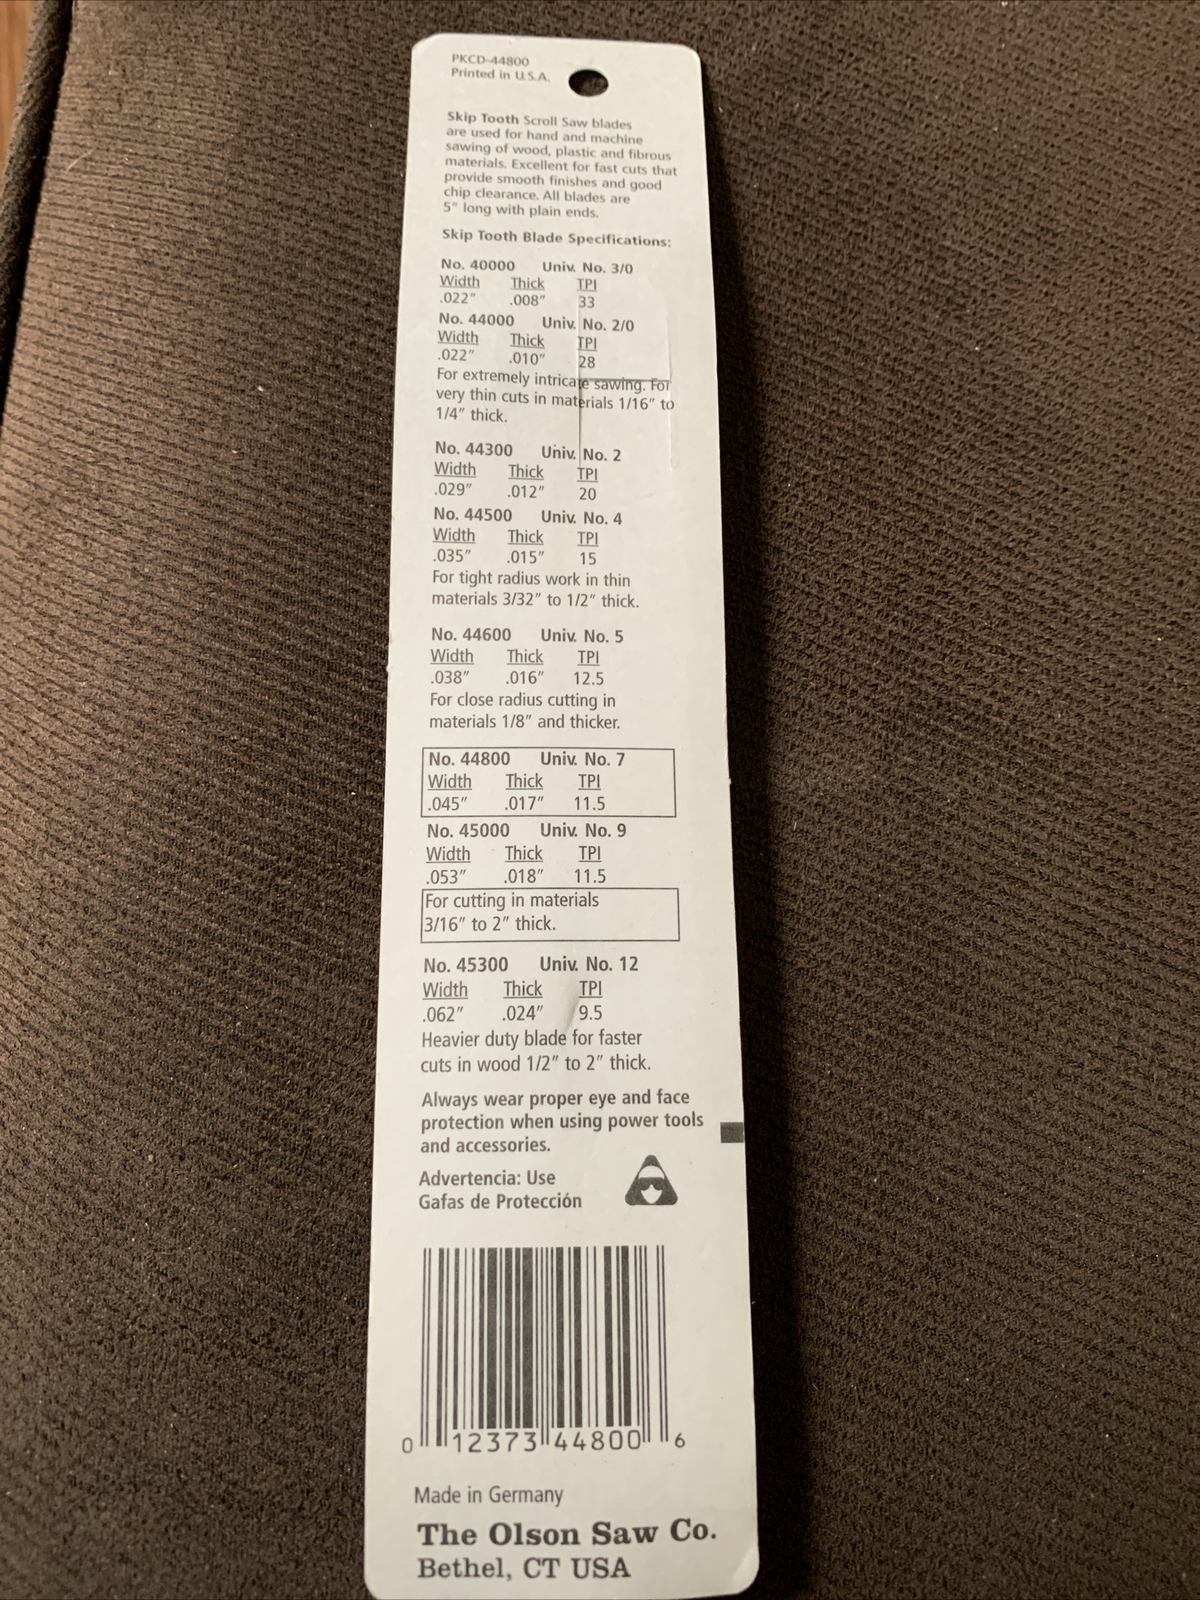 PKCD-44800
Printed in U.S.A.
Skip Tooth Scroll Saw blades
are used for hand and machine
sawing of wood, plastic and fibrous
materials. Excellent for fast cuts that
provide smooth finishes and good
chip clearance. All blades are
5" long with plain ends.
Skip Tooth Blade Specifications:
No. 40000 Univ. No. 3/0
Width Thick TPI
.022" .008" 33
No. 44000 Univ. No. 2/0
Width Thick TPI
.022" .010" 28
For extremely intricate sawing. For
very thin cuts in materials 1/16" to
1/4" thick.
No. 44300 Univ. No. 2
Width Thick TPI
.029" .012" 20
No. 44500 Univ. No. 4
Width Thick TPI
.035" .015" 15
For tight radius work in thin
materials 3/32" to 1/2" thick.
No. 44600 Univ. No. 5
Width Thick TPI
.038" .016" 12.5
For close radius cutting in
materials 1/8" and thicker.
No. 44800 Univ. No. 7
Width Thick TPI
.045" .017" 11.5
No. 45000 Univ. No. 9
Width Thick TPI
.053" .018" 11.5
For cutting in materials
3/16" to 2" thick.
No. 45300 Univ. No. 12
Width Thick TPI
.062" .024" 9.5
Heavier duty blade for faster
cuts in wood 1/2" to 2" thick.
Always wear proper eye and face
protection when using power tools
and accessories.
Advertencia: Use
Gafas de Protección
0 12373 44800 6
Made in Germany
The Olson Saw Co.
Bethel, CT USA